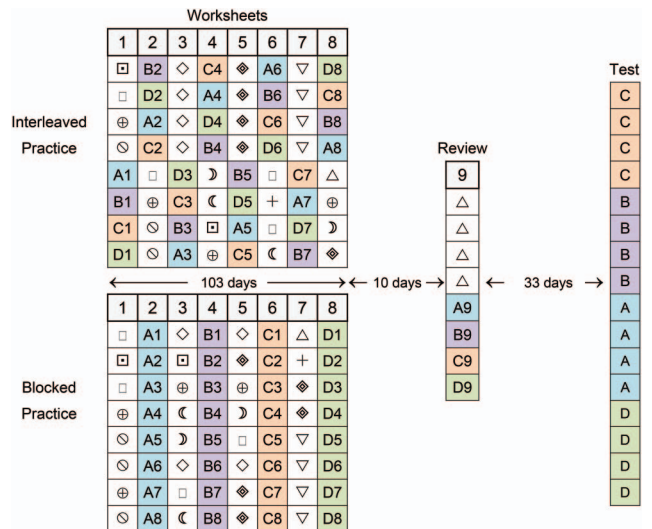 Worksheets
1 2 3 4 5 6 7 8
B2 C4 A6 D8
D2 A4 B6 C8
Interleaved A2 D4 C6 B8
Practice C2 B4 D6 A8
A1 D3 B5 C7
B1 C3 D5 A7
C1 B3 A5 D7
D1 A3 C5 B7
103 days
10 days
33 days
1 2 3 4 5 6 7 8
A1 B1 C1 D1
A2 B2 C2 D2
Blocked A3 B3 C3 D3
Practice A4 B4 C4 D4
A5 B5 C5 D5
A6 B6 C6 D6
A7 B7 C7 D7
A8 B8 C8 D8
Review
9
A9
B9
C9
D9
Test
C
C
C
C
B
B
B
B
A
A
A
A
D
D
D
D